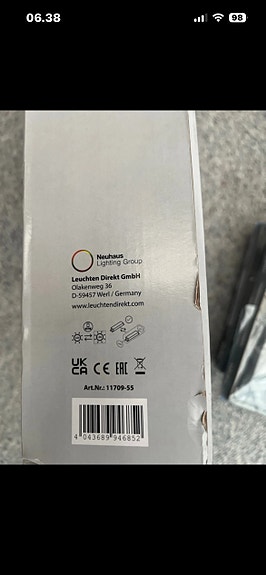 06.38
98
Neuhaus
Lighting Group
Leuchten Direkt GmbH
Olakenweg 36
D-59457 Werl / Germany
www.leuchtendirekt.com
UK
CA CE EAC
Art.Nr.: 11709-55
4 043689 946852